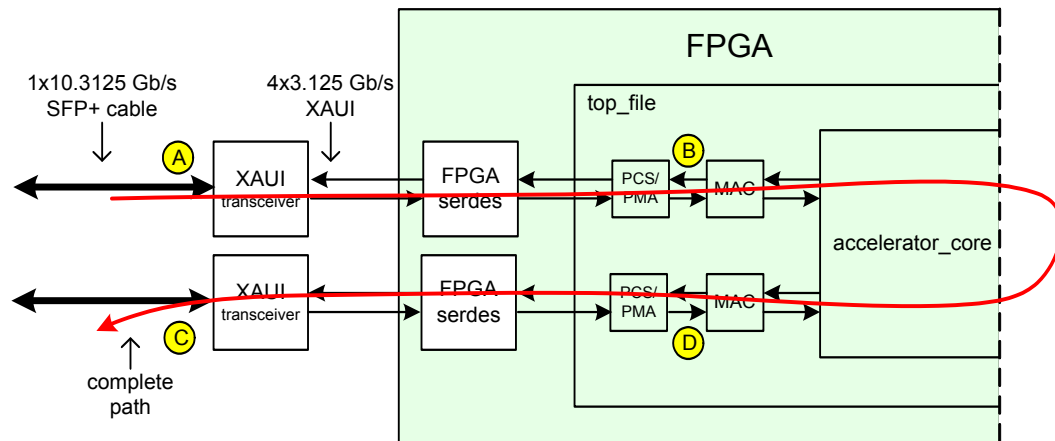 FPGA
1x10.3125 Gb/s
SFP+ cable
4x3.125 Gb/s
XAUI
top_file
A
B
XAUI
transceiver
FPGA
serdes
PCS/
PMA
MAC
accelerator_core
XAUI
transceiver
FPGA
serdes
PCS/
PMA
MAC
C
D
complete
path